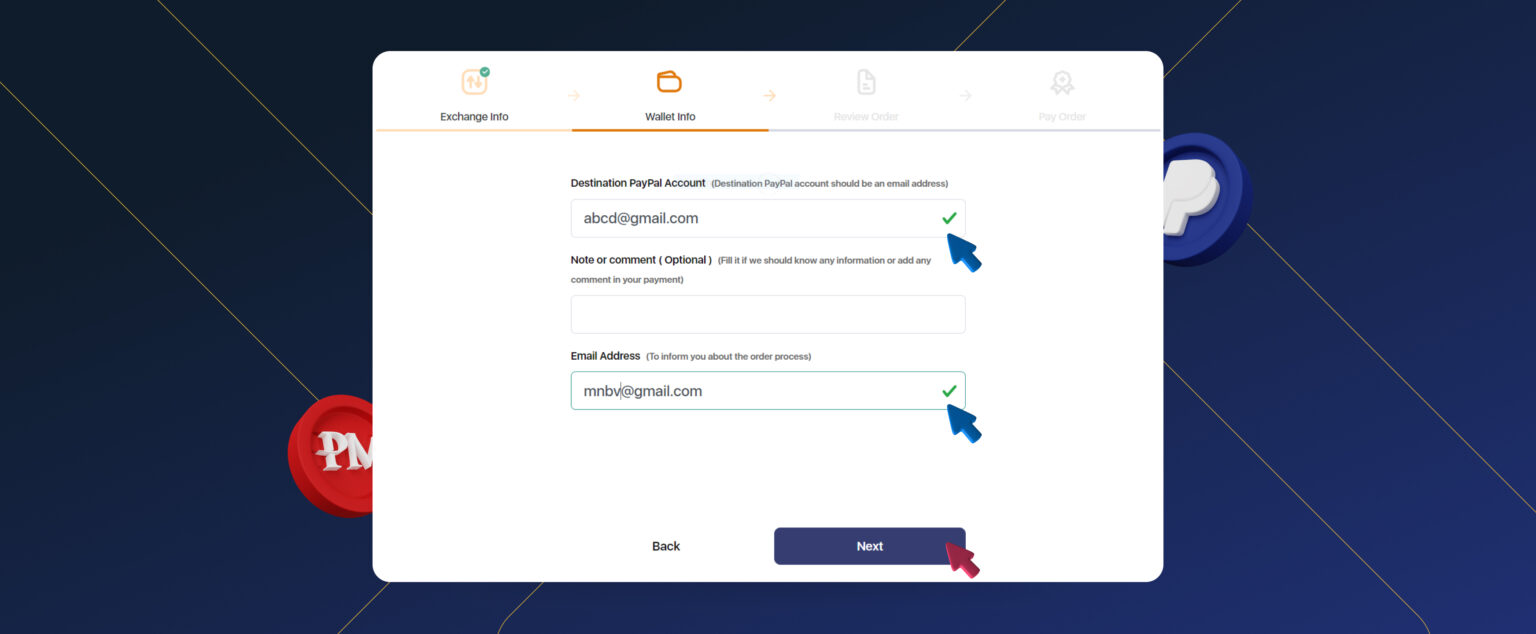 Exchange Info
Wallet Info
Review Order
Pay Order
Destination PayPal Account (Destination PayPal account should be an email address)
abcd@gmail.com
Note or comment ( Optional ) (Fill it if we should know any information or add any
comment in your payment)
Email Address (To inform you about the order process)
mnbv@gmail.com
PM
Back
Next